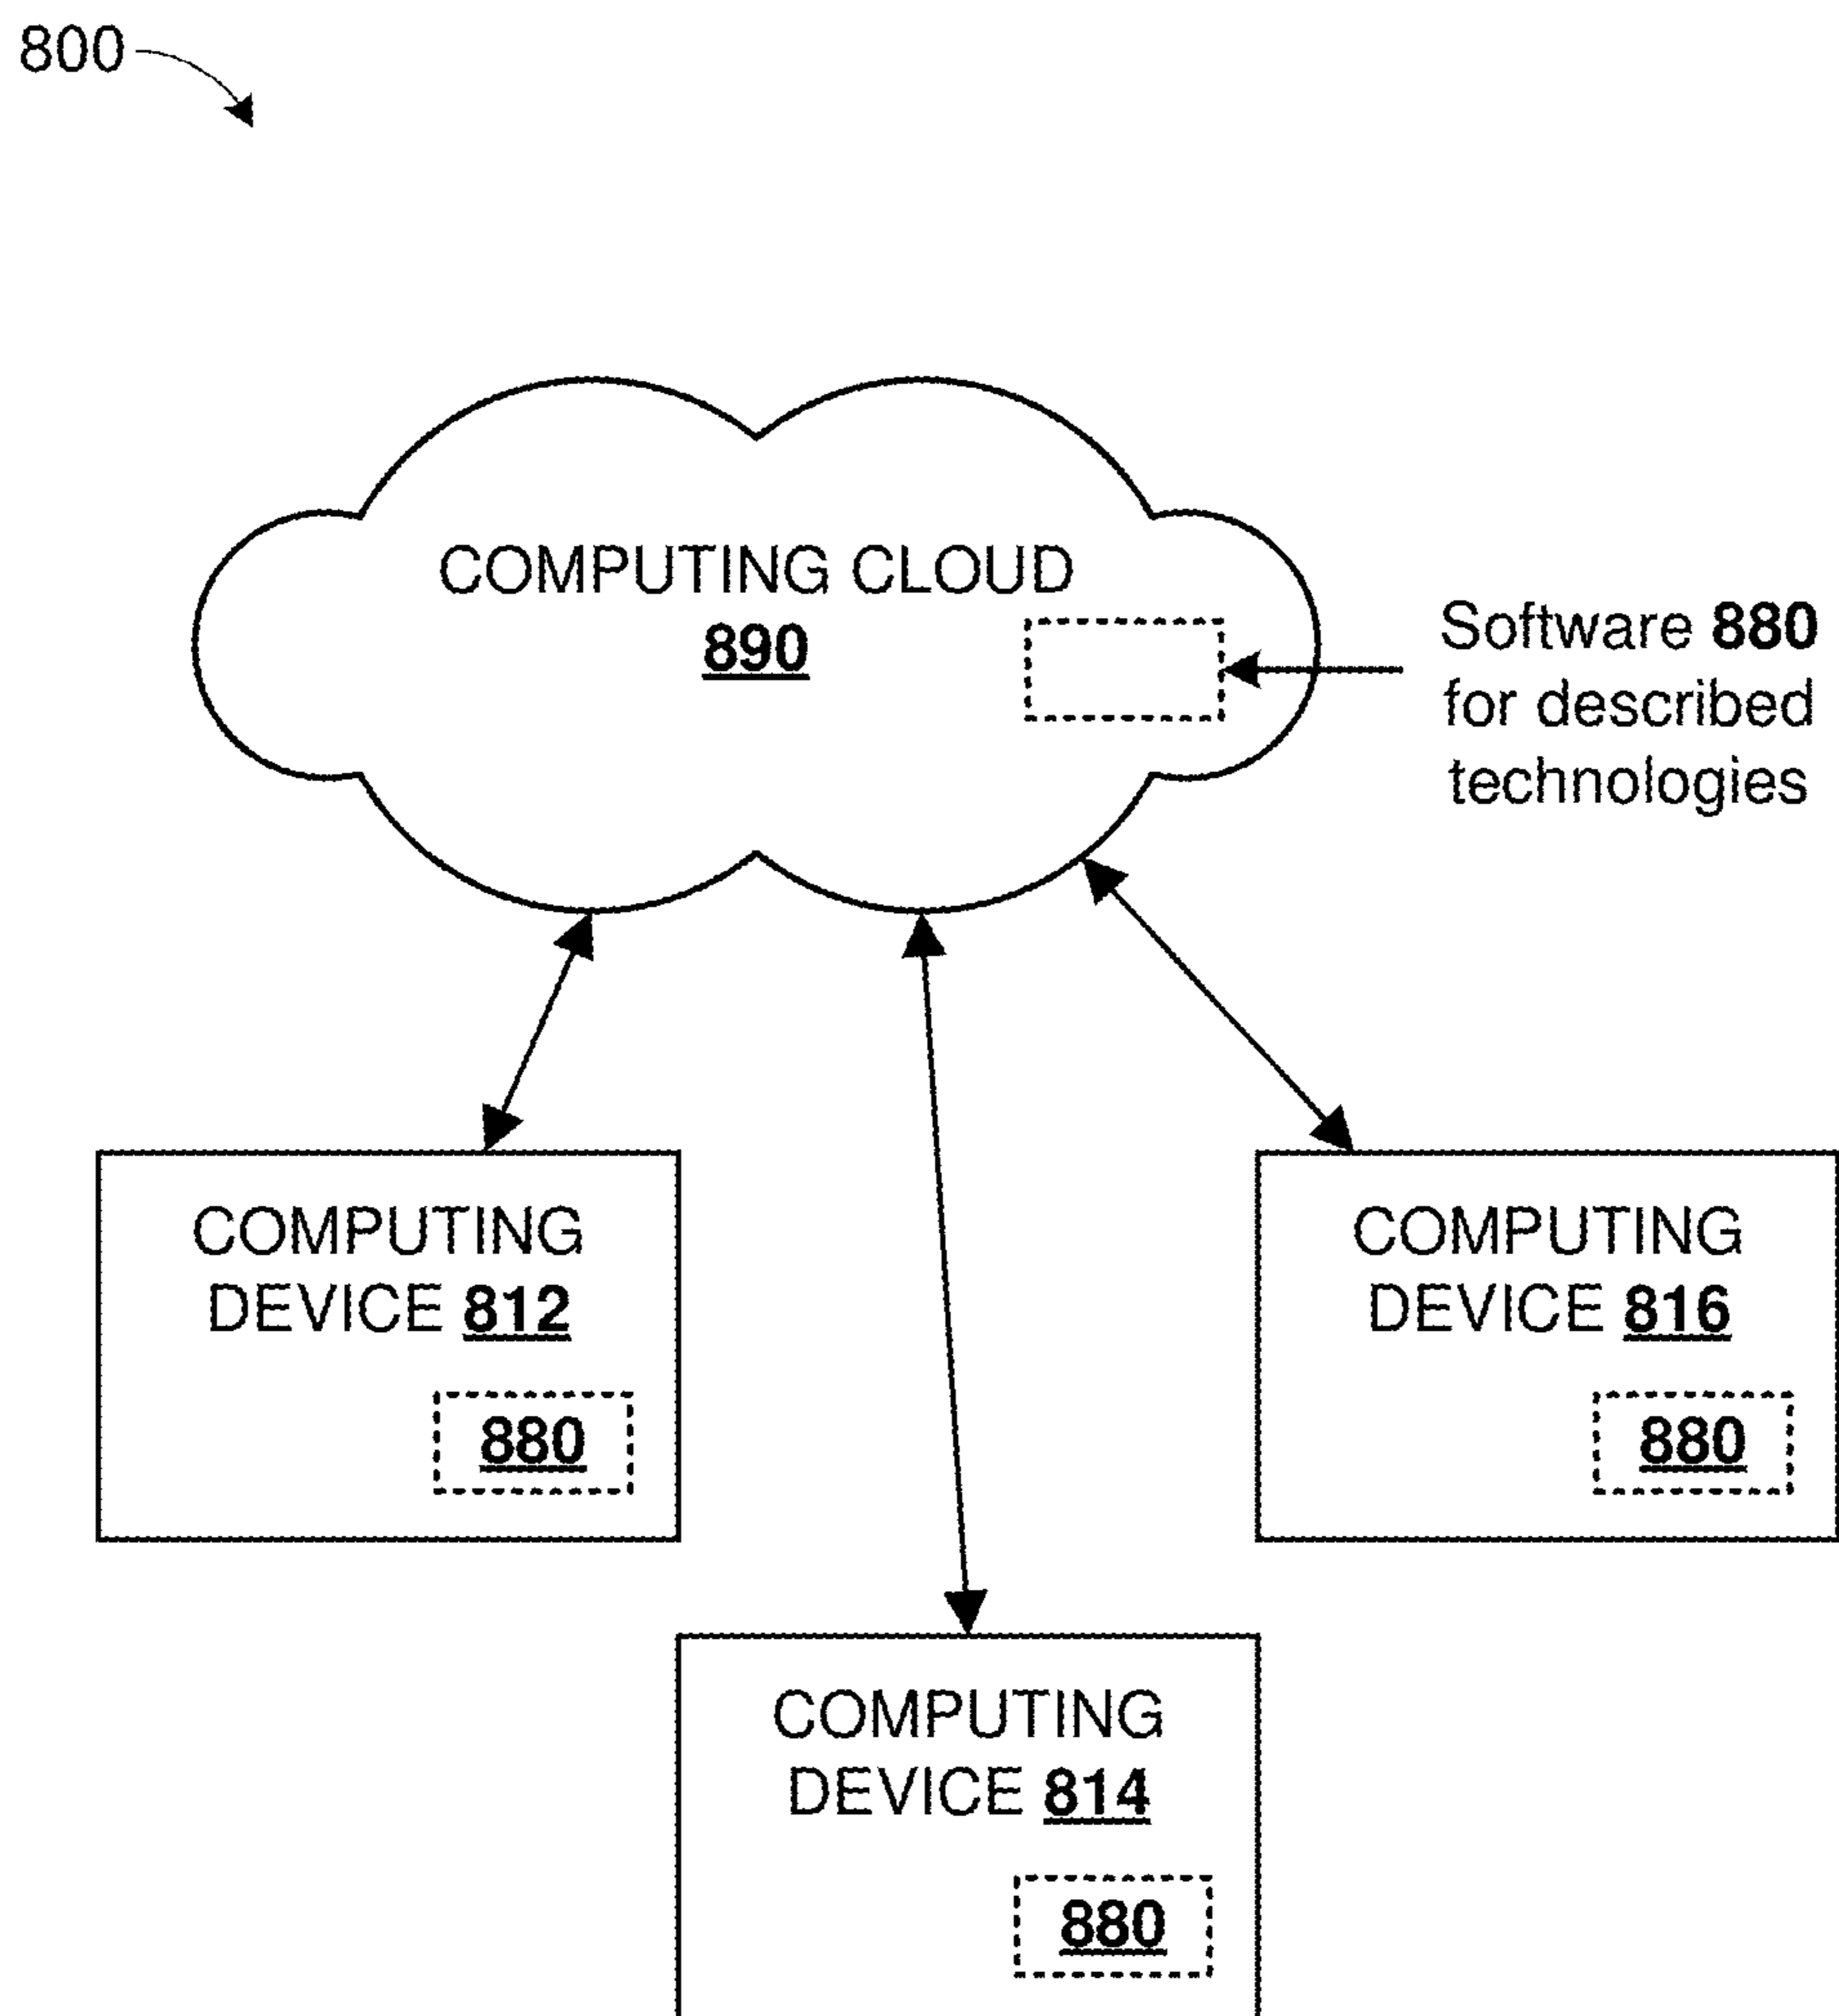 800
COMPUTING CLOUD
890
Software 880
for described
technologies
COMPUTING
DEVICE 812
880
COMPUTING
DEVICE 816
880
COMPUTING
DEVICE 814
880